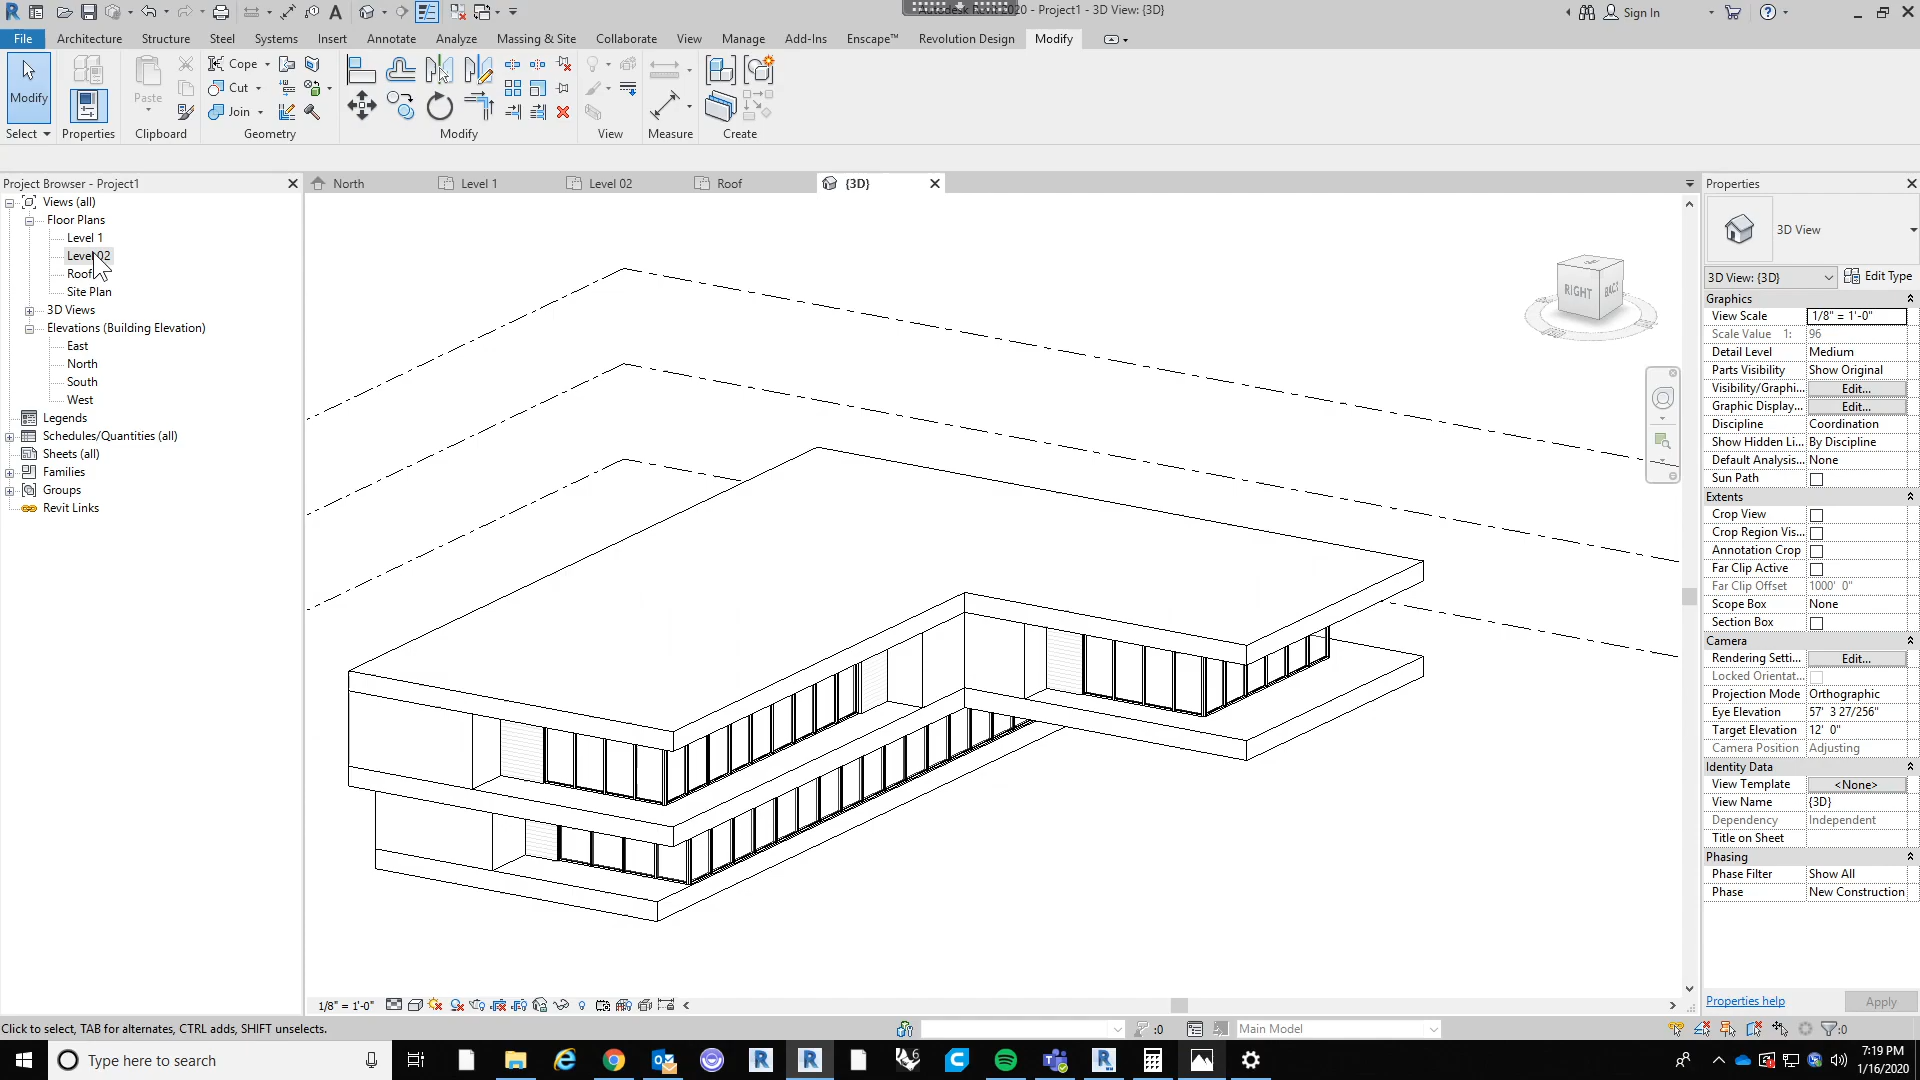 Autodesk Revit 2020 - Project1 - 3D View: {3D}
Sign In
File
Architecture
Structure
Steel
Systems
Insert
Annotate
Analyze
Massing & Site
Collaborate
View
Manage
Add-Ins
Enscape™
Revolution Design
Modify
Modify
Paste
Cope
Cut
Join
Select
Properties
Clipboard
Geometry
Modify
View
Measure
Create
Project Browser - Project1
North
Level 1
Level 02
Roof
{3D}
Properties
Views (all)
Floor Plans
Level 1
Level 02
Roof
Site Plan
3D Views
Elevations (Building Elevation)
East
North
South
West
Legends
Schedules/Quantities (all)
Sheets (all)
Families
Groups
Revit Links
RIGHT
BACK
3D View
3D View: {3D}
Edit Type
Graphics
View Scale 1/8" = 1'-0"
Scale Value 1: 96
Detail Level Medium
Parts Visibility Show Original
Visibility/Graphi... Edit...
Graphic Display... Edit...
Discipline Coordination
Show Hidden Li... By Discipline
Default Analysis... None
Sun Path
Extents
Crop View
Crop Region Vis...
Annotation Crop
Far Clip Active
Far Clip Offset 1000' 0"
Scope Box None
Section Box
Camera
Rendering Setti... Edit...
Locked Orientat...
Projection Mode Orthographic
Eye Elevation 57' 3 27/256"
Target Elevation 12' 0"
Camera Position Adjusting
Identity Data
View Template <None>
View Name {3D}
Dependency Independent
Title on Sheet
Phasing
Phase Filter Show All
Phase New Construction
Properties help
Apply
1/8" = 1'-0"
Click to select, TAB for alternates, CTRL adds, SHIFT unselects.
:0
Main Model
:0
Type here to search
7:19 PM
1/16/2020